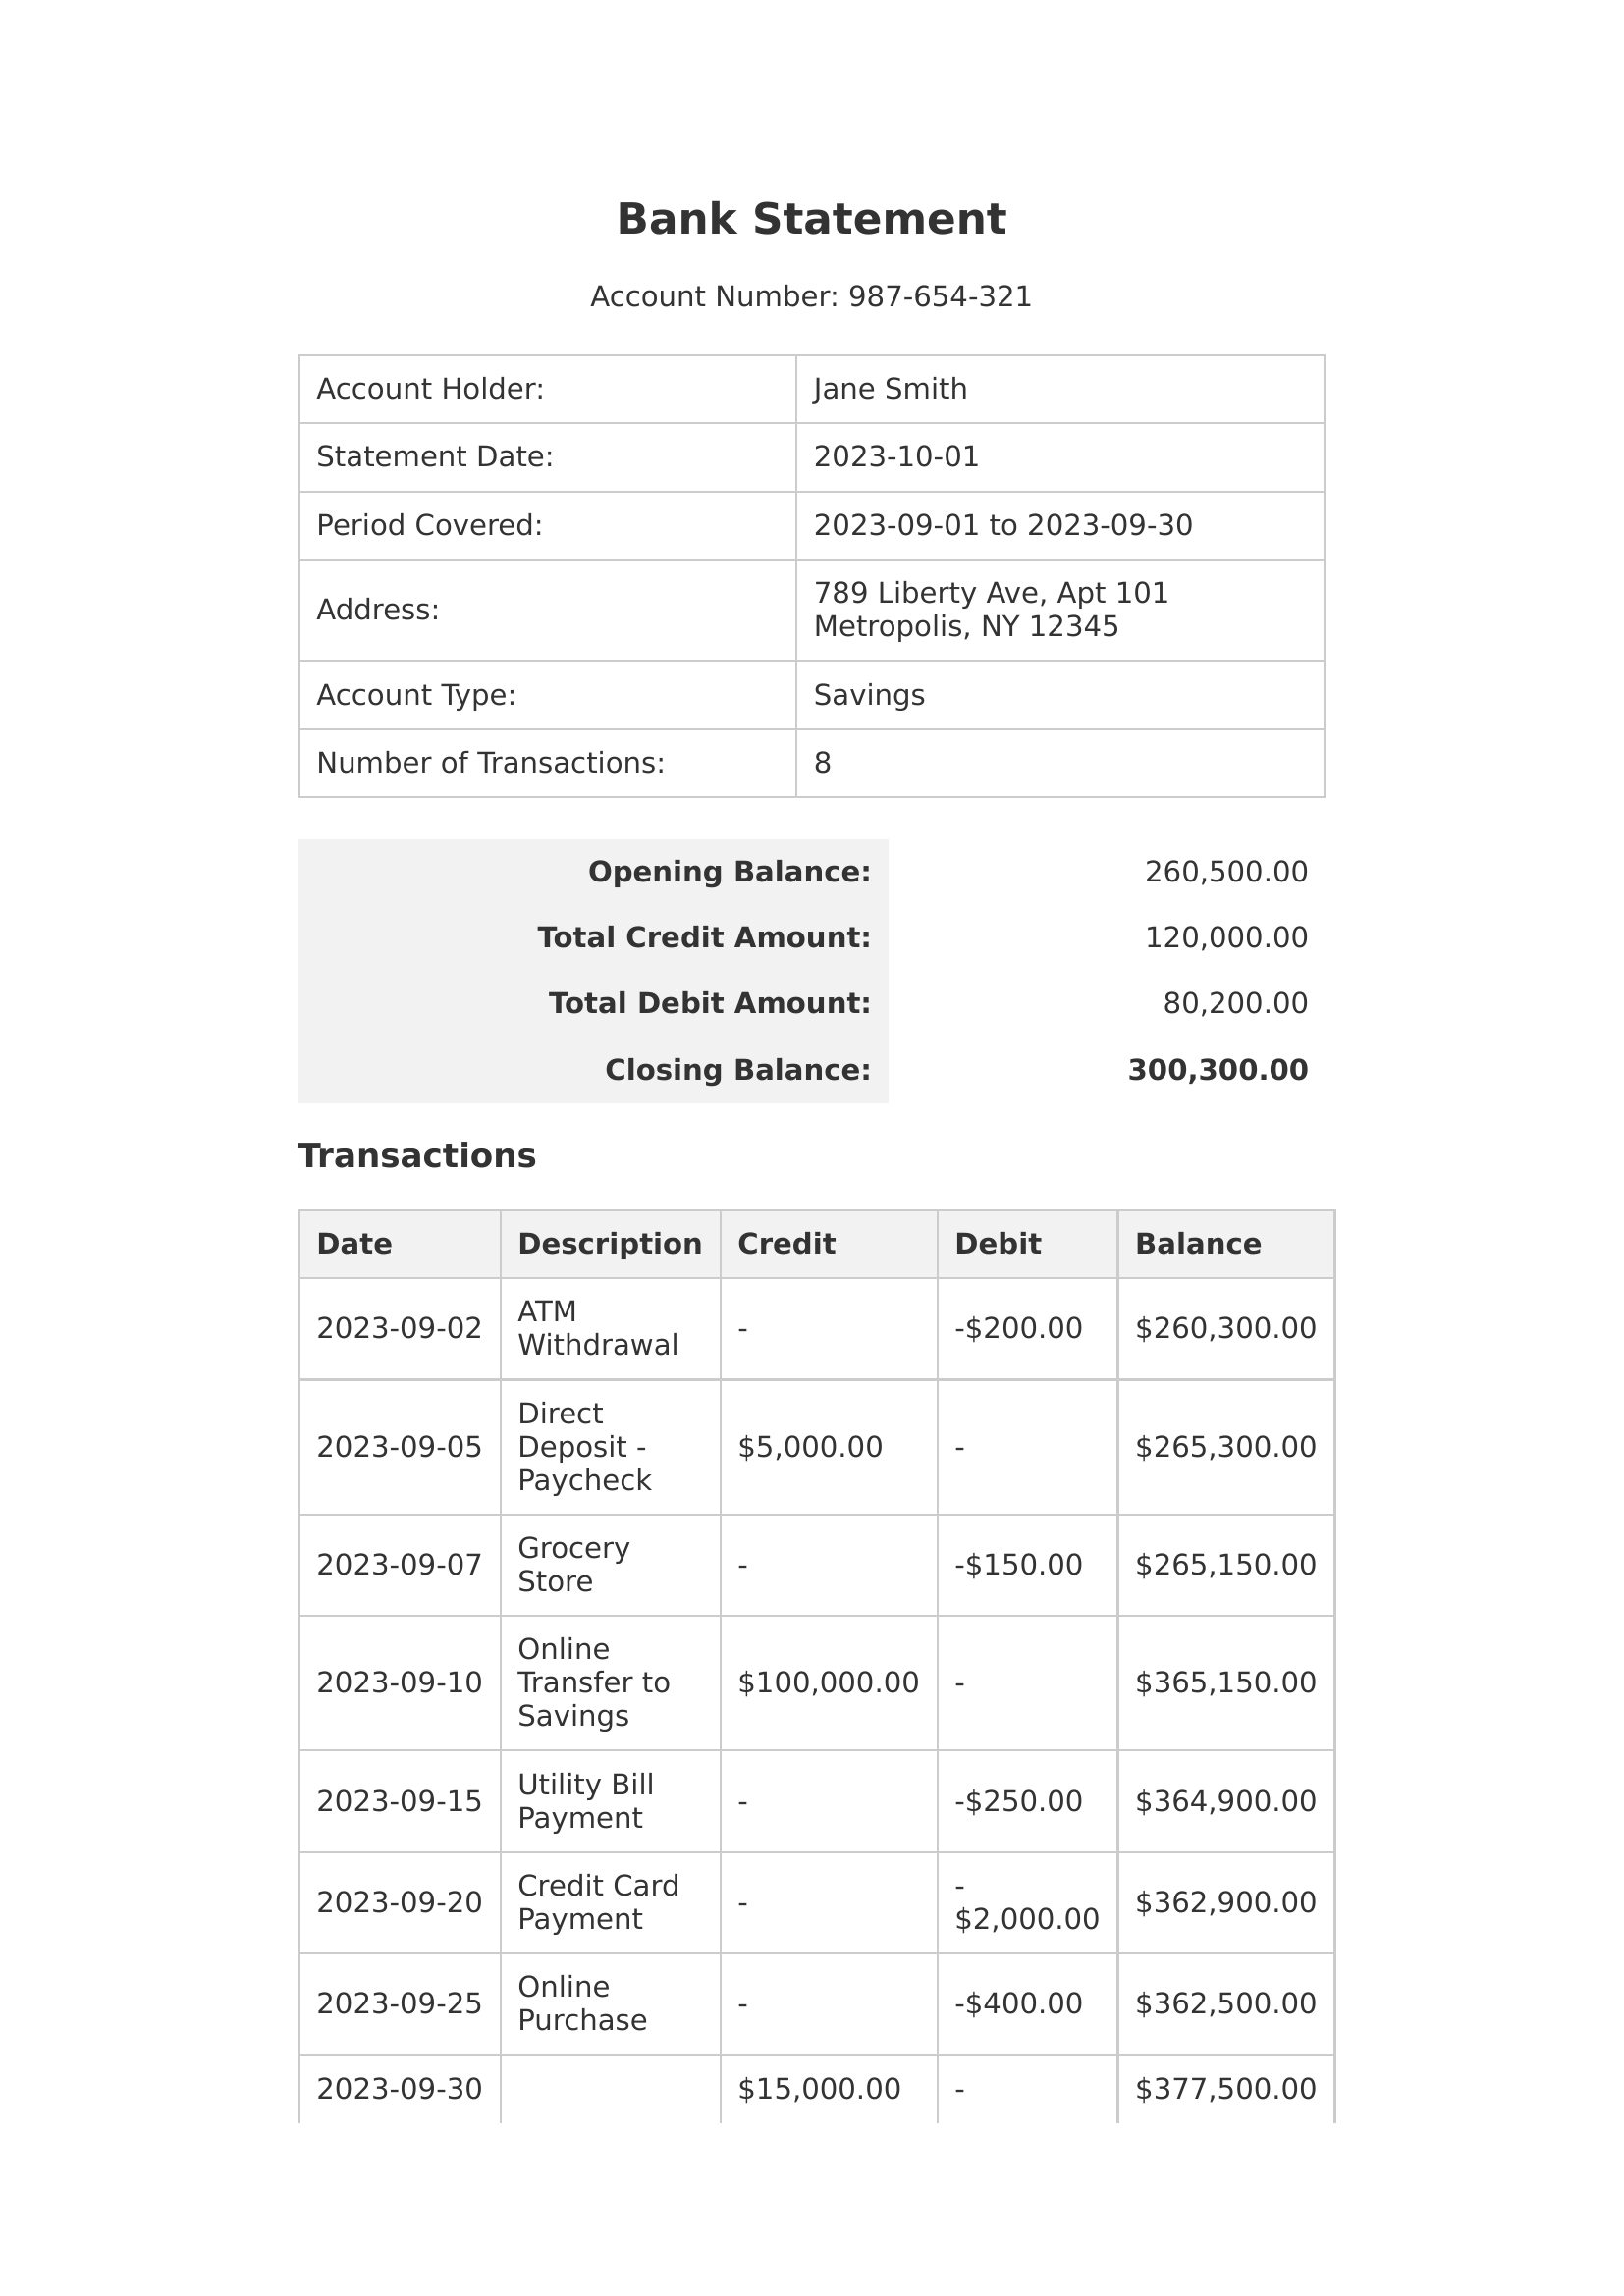 Bank Statement
Account Number: 987-654-321
Account Holder: Jane Smith
Statement Date: 2023-10-01
Period Covered: 2023-09-01 to 2023-09-30
Address: 789 Liberty Ave, Apt 101
Metropolis, NY 12345
Account Type: Savings
Number of Transactions: 8
Opening Balance: 260,500.00
Total Credit Amount: 120,000.00
Total Debit Amount: 80,200.00
Closing Balance: 300,300.00
Transactions
Date Description Credit Debit Balance
2023-09-02 ATM
Withdrawal - -$200.00 $260,300.00
2023-09-05 Direct
Deposit -
Paycheck $5,000.00 - $265,300.00
2023-09-07 Grocery
Store - -$150.00 $265,150.00
2023-09-10 Online
Transfer to
Savings $100,000.00 - $365,150.00
2023-09-15 Utility Bill
Payment - -$250.00 $364,900.00
2023-09-20 Credit Card
Payment - -
$2,000.00 $362,900.00
2023-09-25 Online
Purchase - -$400.00 $362,500.00
2023-09-30 $15,000.00 - $377,500.00